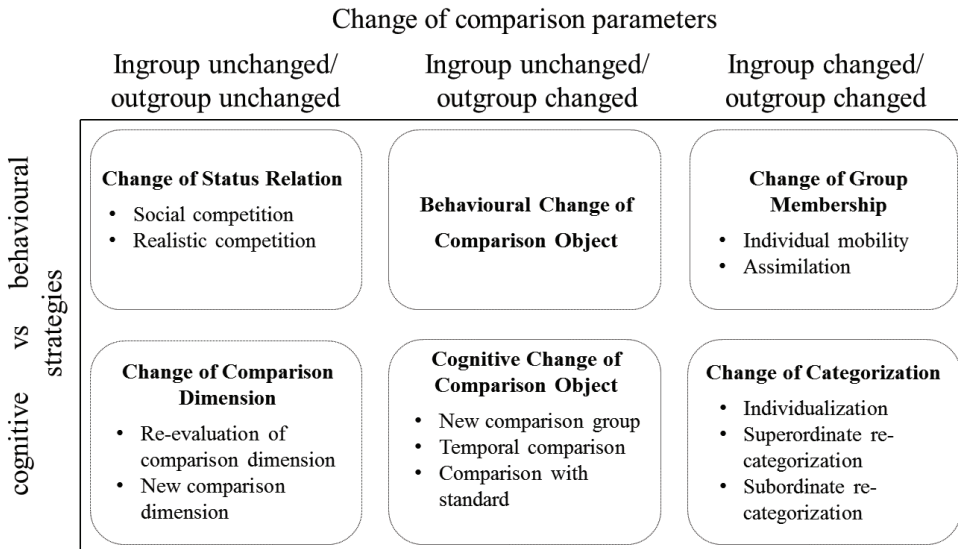 Change of comparison parameters
Ingroup unchanged/
outgroup unchanged
Ingroup unchanged/
outgroup changed
Ingroup changed/
outgroup changed
cognitive vs behavioural
strategies
Change of Status Relation
• Social competition
• Realistic competition
Behavioural Change of
Comparison Object
Change of Group
Membership
• Individual mobility
• Assimilation
Change of Comparison
Dimension
• Re-evaluation of
comparison dimension
• New comparison
dimension
Cognitive Change of
Comparison Object
• New comparison group
• Temporal comparison
• Comparison with
standard
Change of Categorization
• Individualization
• Superordinate re-
categorization
• Subordinate re-
categorization